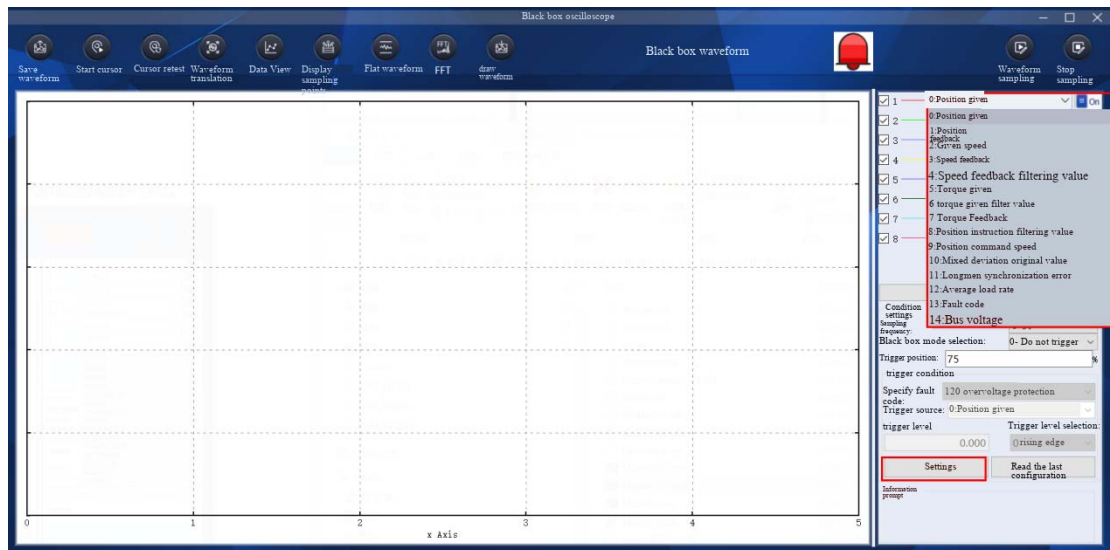 Black box oscilloscope
Save
waveform
Start cursor
Cursor retest
Waveform
translation
Data View
Display
sampling
points
Flat waveform
FFT
FFT
draw
waveform
Black box waveform
Waveform
sampling
Stop
sampling
1
0:Position given
On
2
3
4
5
6
7
8
0:Position given
1:Position
feedback
2:Given speed
3:Speed feedback
4:Speed feedback filtering value
5:Torque given
6 torque given filter value
7 Torque Feedback
8:Position instruction filtering value
9:Position command speed
10:Mixed deviation original value
11:Longmen synchronization error
12:Average load rate
13:Fault code
14:Bus voltage
Condition
settings
Sampling
frequency:
Black box mode selection:
0- Do not trigger
Trigger position:
75
%
trigger condition
Specify fault
code:
120 overvoltage protection
Trigger source:
0:Position given
trigger level
Trigger level selection:
0.000
0rising edge
Settings
Read the last
configuration
Information
prompt
0
1
2
3
4
5
x Axis